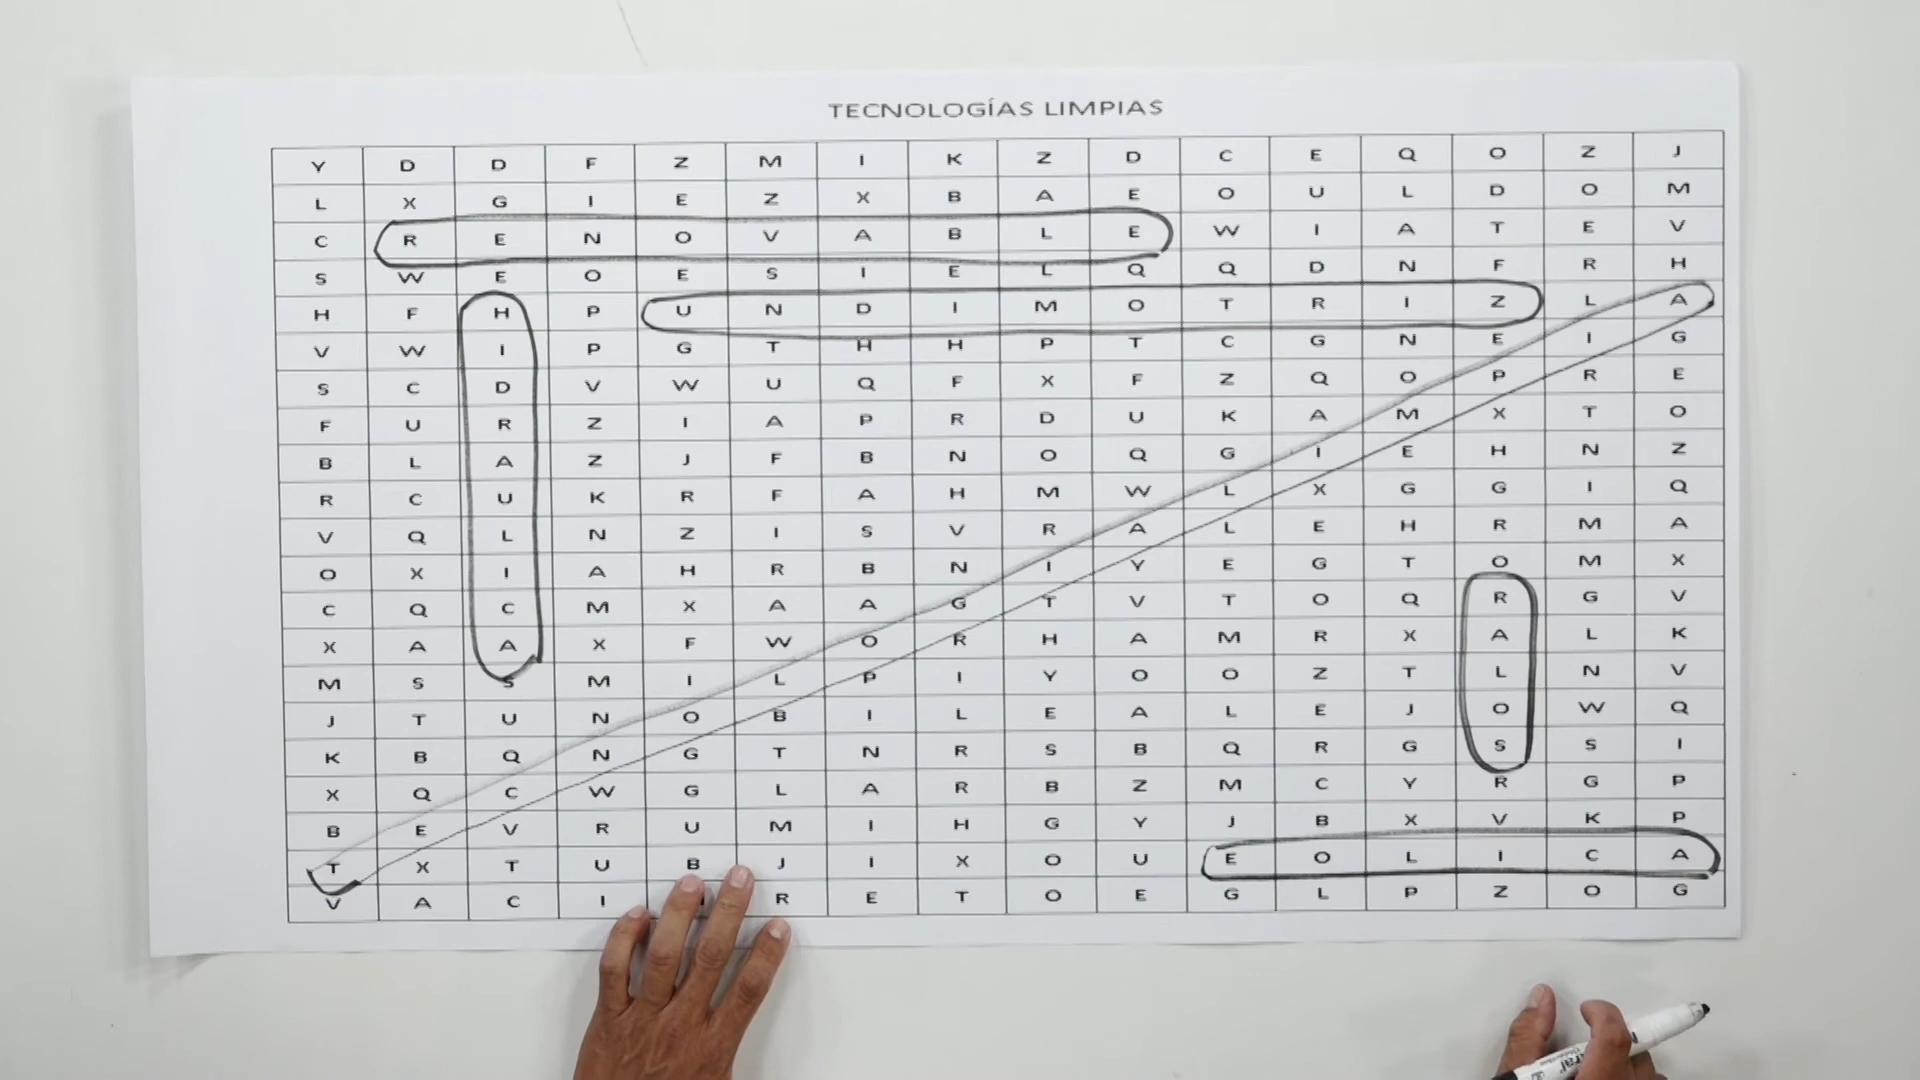 TECNOLOGÍAS LIMPIAS
Y D D F Z M I K Z D C E Q O Z J
L X G I E Z X B A E O U L D O M
C R E N O V A B L E W I A T E V
S W E O E S I E L Q Q D N F R H
H F H P U N D I M O T R I Z L A
V W I P G T H H P T C G N E I G
S C D V W U Q F X F Z Q O P R E
F U R Z I A P R D U K A M X T O
B L A Z J F B N O Q G I E H N Z
R C U K R F A H M W L X G G I Q
V Q L N Z I S V R A L E H R M A
O X I A H R B N I Y E G T O M X
C Q C M X A A G T V T O Q R G V
X A A X F W O R H A M R X A L K
M S S M I L P I Y O O Z T L N V
J T U N O B I L E A L E J O W Q
K B Q N G T N R S B Q R G S S I
X Q C W G L A R B Z M C Y R G P
B E V R U M I H G Y J B X V K P
T X T U B J I X O U E O L I C A
V A C I R E T O E G L P Z O G